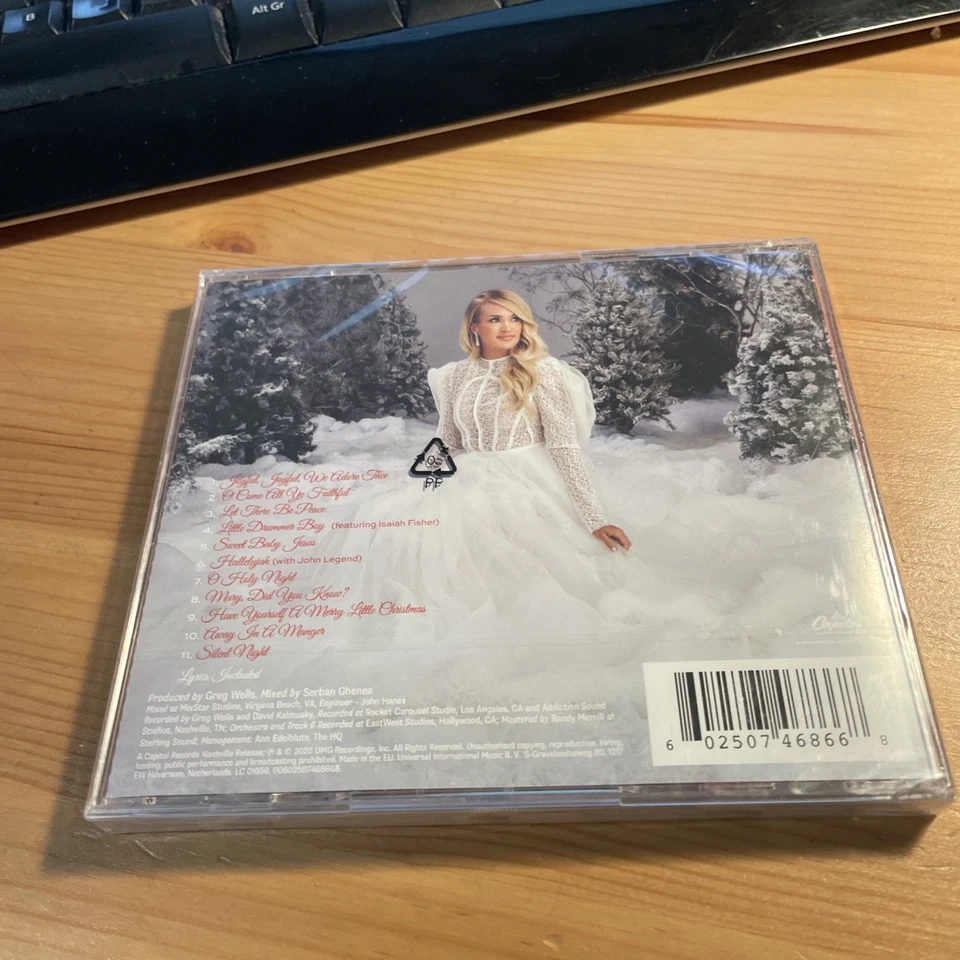 B
Alt Gr
1. Joyful, Joyful, We Adore Thee
2. O Come All Ye Faithful
3. Let There Be Peace
4. Little Drummer Boy (featuring Isaiah Fisher)
5. Sweet Baby Jesus
6. Hallelujah (with John Legend)
7. O Holy Night
8. Mary, Did You Know?
9. Have Yourself A Merry Little Christmas
10. Away In A Manger
11. Silent Night
Lyrics Included
PP
Capitol
Produced by Greg Wells, Mixed by Serban Ghenea
Mixed at MixStar Studios, Virginia Beach, VA, Engineer - John Hanes
Recorded by Greg Wells and David Kalmusky, Recorded at Rocket Carousel Studio, Los Angeles, CA and Addiction Sound
Studios, Nashville, TN; Orchestra and Track 6 Recorded at EastWest Studios, Hollywood, CA; Mastered by Randy Merrill at
Sterling Sound; Management: Ann Edelblute, The HQ
A Capitol Records Nashville Release; ℗ & © 2020 UMG Recordings, Inc. All Rights Reserved. Unauthorised copying, reproduction, hiring,
lending, public performance and broadcasting prohibited. Made in the EU. Universal International Music B.V. 'S-Gravelandseweg 80, 1217
EW Hilversum, Netherlands. LC 01056. 00602507468668.
6 02507 46866 8